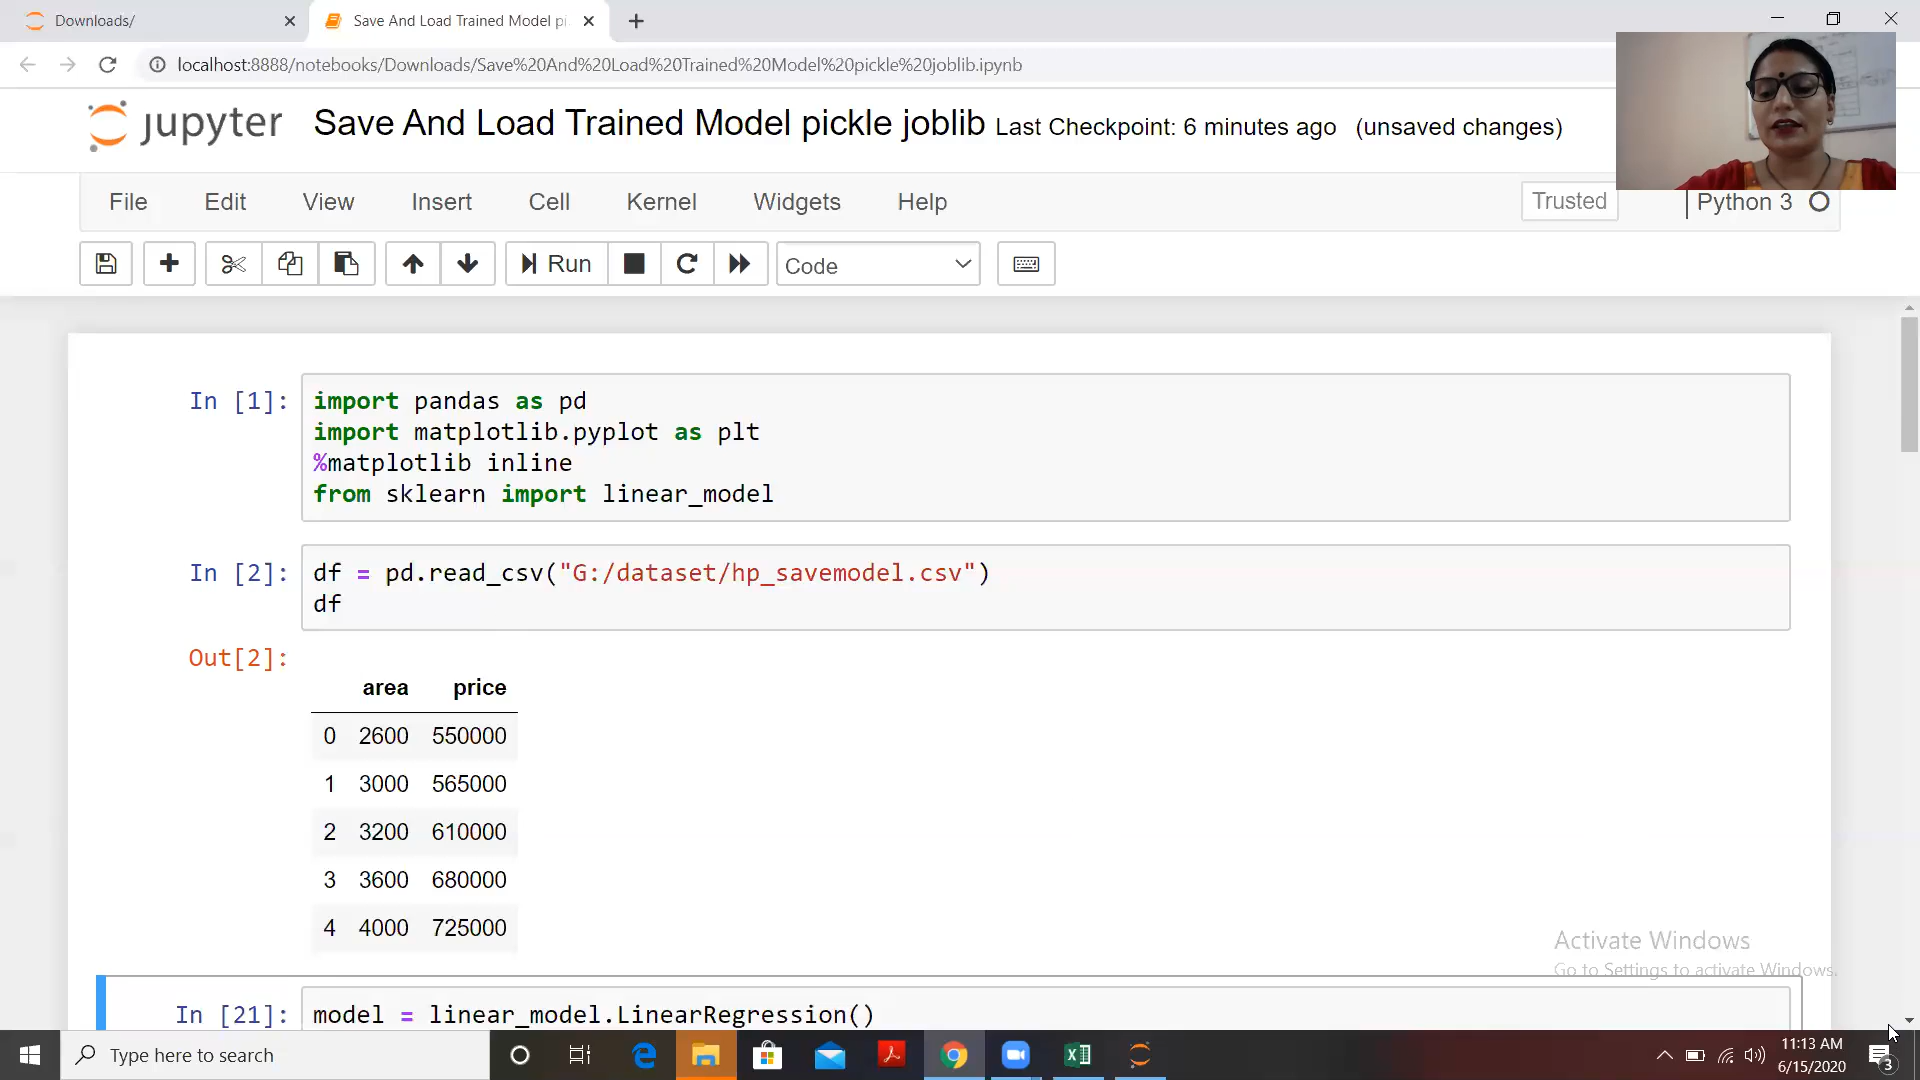 Downloads/
Save And Load Trained Model pi
localhost:8888/notebooks/Downloads/Save%20And%20Load%20Trained%20Model%20pickle%20joblib.ipynb
jupyter Save And Load Trained Model pickle joblib Last Checkpoint: 6 minutes ago (unsaved changes)
File Edit View Insert Cell Kernel Widgets Help Trusted Python 3
Run Code
In [1]: import pandas as pd
import matplotlib.pyplot as plt
%matplotlib inline
from sklearn import linear_model
In [2]: df = pd.read_csv("G:/dataset/hp_savemodel.csv")
df
Out[2]:
area price
0 2600 550000
1 3000 565000
2 3200 610000
3 3600 680000
4 4000 725000
Activate Windows
Go to Settings to activate Windows.
In [21]: model = linear_model.LinearRegression()
Type here to search
11:13 AM
6/15/2020
3